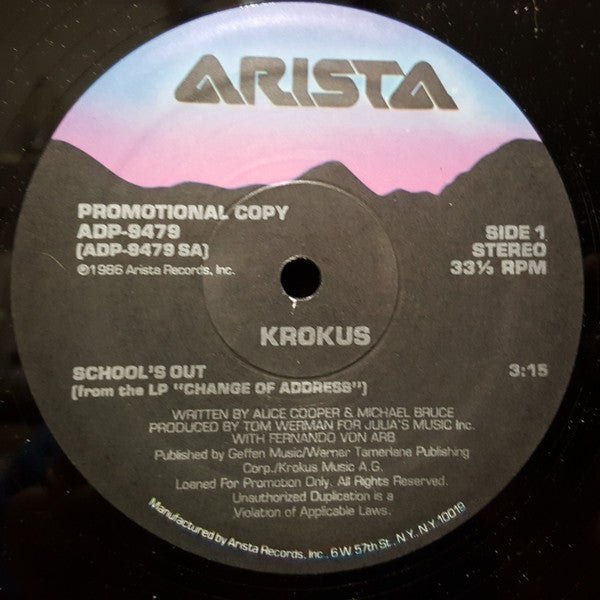 ARISTA
PROMOTIONAL COPY
ADP-9479
(ADP-9479 SA)
℗1986 Arista Records, Inc.
SIDE 1
STEREO
33⅓ RPM
KROKUS
SCHOOL'S OUT 3:15
(from the LP "CHANGE OF ADDRESS")
WRITTEN BY ALICE COOPER & MICHAEL BRUCE
PRODUCED BY TOM WERMAN FOR JULIA'S MUSIC Inc.
WITH FERNANDO VON ARB
Published by Geffen Music/Warner Tamerlane Publishing
Corp./Krokus Music A.G.
Loaned For Promotion Only. All Rights Reserved.
Unauthorized Duplication is a
Violation of Applicable Laws.
Manufactured by Arista Records, Inc., 6 W. 57th St., N.Y., N.Y. 10019